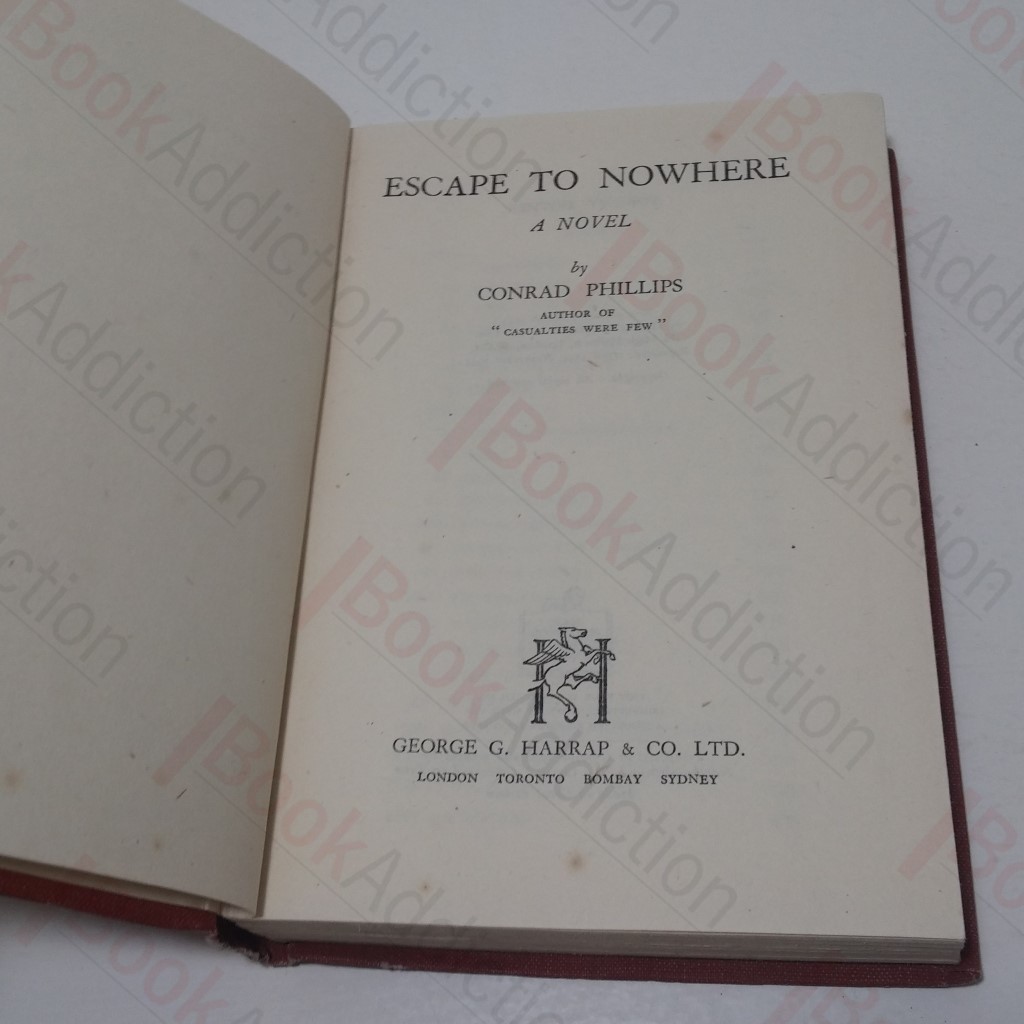 ESCAPE TO NOWHERE
A NOVEL
by
CONRAD PHILLIPS
AUTHOR OF
"CASUALTIES WERE FEW"
H
GEORGE G. HARRAP & CO. LTD.
LONDON TORONTO BOMBAY SYDNEY
BookAddiction